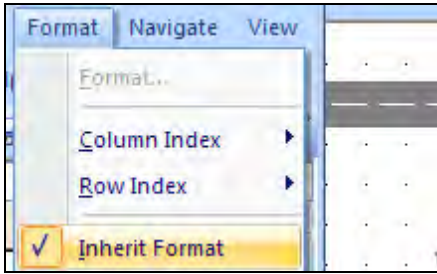 Format Navigate View
Format...
Column Index
Row Index
Inherit Format